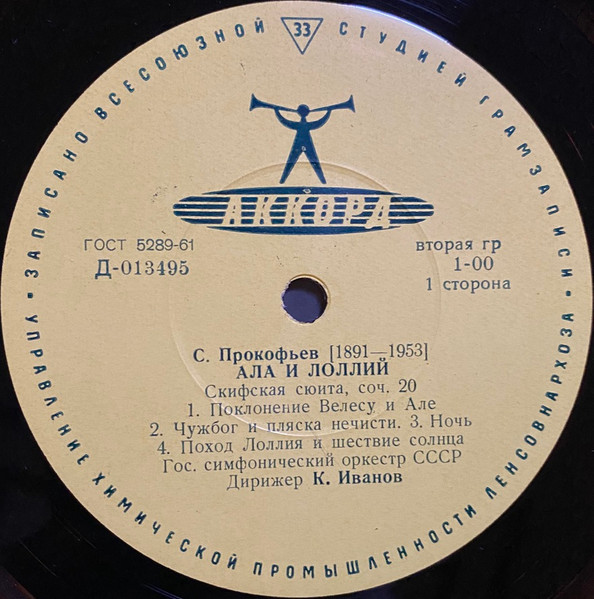 ЗАПИСАНО ВСЕСОЮЗНОЙ СТУДИЕЙ ГРАМЗАПИСИ
33
АККОРД
ГОСТ 5289-61
Д-013495
вторая гр
1-00
1 сторона
С. Прокофьев [1891—1953]
АЛА И ЛОЛЛИЙ
Скифская сюита, соч. 20
1. Поклонение Велесу и Але
2. Чужбог и пляска нечисти. 3. Ночь
4. Поход Лоллия и шествие солнца
Гос. симфонический оркестр СССР
Дирижер К. Иванов
УПРАВЛЕНИЕ ХИМИЧЕСКОЙ ПРОМЫШЛЕННОСТИ ЛЕНСОВНАРХОЗА